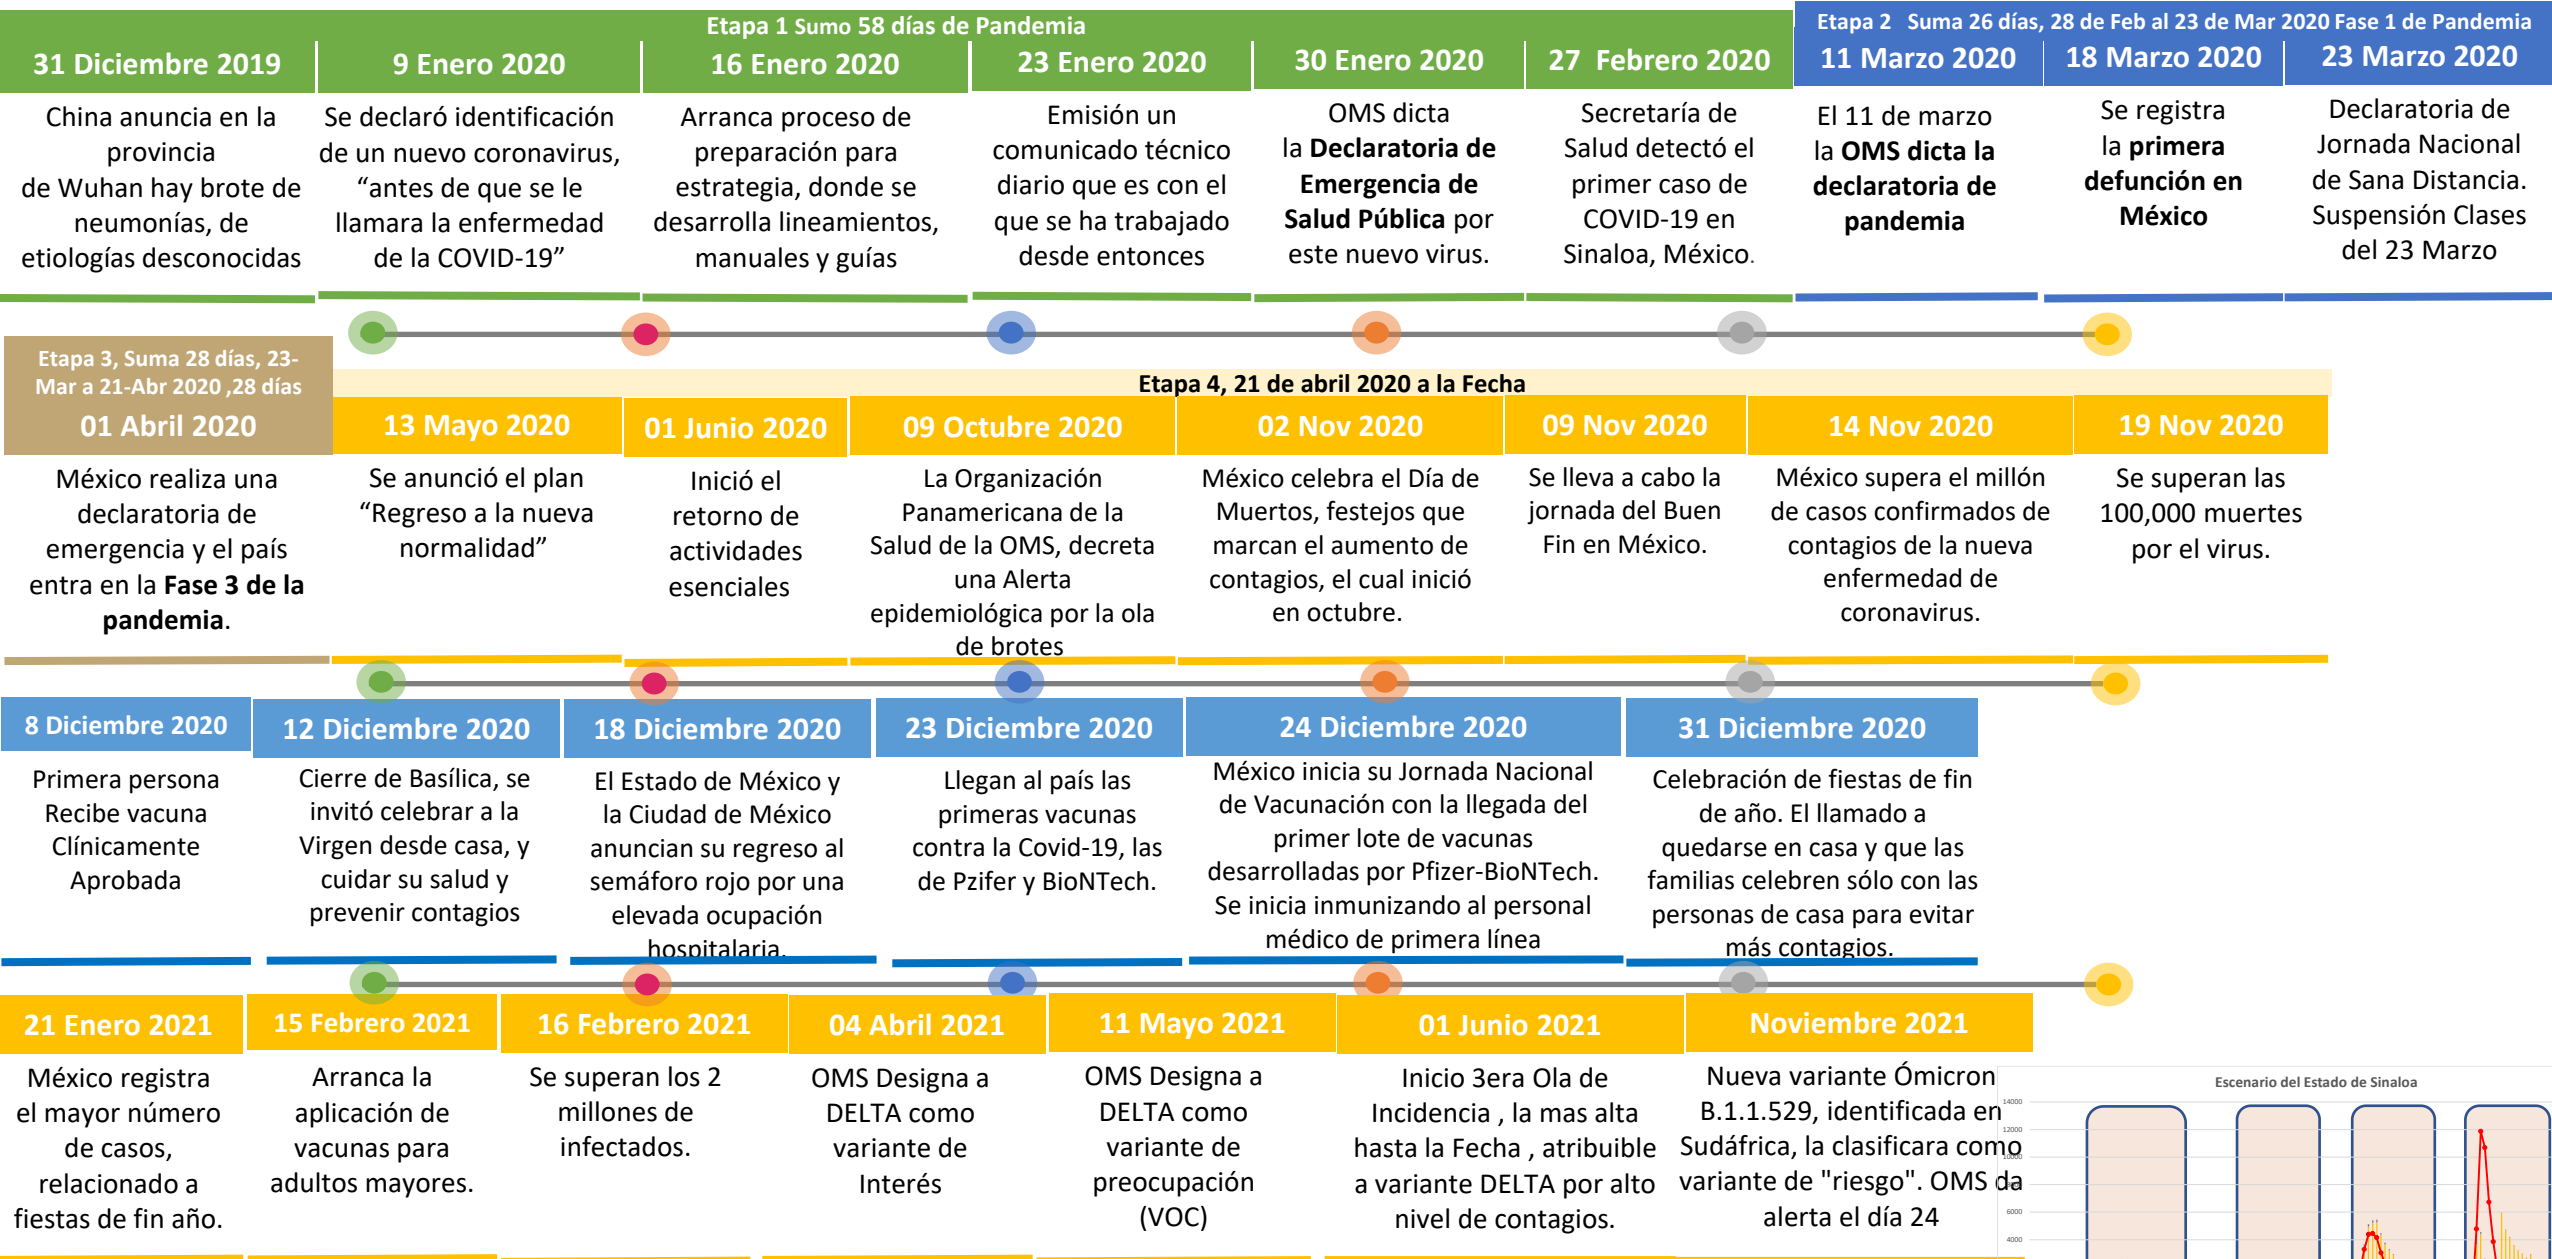 Etapa 1 Sumo 58 días de Pandemia
Etapa 2 Suma 26 días, 28 de Feb al 23 de Mar 2020 Fase 1 de Pandemia
31 Diciembre 2019
China anuncia en la
provincia
de Wuhan hay brote de
neumonías, de
etiologías desconocidas
9 Enero 2020
Se declaró identificación
de un nuevo coronavirus,
“antes de que se le
llamara la enfermedad
de la COVID-19”
16 Enero 2020
Arranca proceso de
preparación para
estrategia, donde se
desarrolla lineamientos,
manuales y guías
23 Enero 2020
Emisión un
comunicado técnico
diario que es con el
que se ha trabajado
desde entonces
30 Enero 2020
OMS dicta
la Declaratoria de
Emergencia de
Salud Pública por
este nuevo virus.
27 Febrero 2020
Secretaría de
Salud detectó el
primer caso de
COVID-19 en
Sinaloa, México.
11 Marzo 2020
El 11 de marzo
la OMS dicta la
declaratoria de
pandemia
18 Marzo 2020
Se registra
la primera
defunción en
México
23 Marzo 2020
Declaratoria de
Jornada Nacional
de Sana Distancia.
Suspensión Clases
del 23 Marzo
Etapa 3, Suma 28 días, 23-
Mar a 21-Abr 2020 ,28 días
Etapa 4, 21 de abril 2020 a la Fecha
01 Abril 2020
México realiza una
declaratoria de
emergencia y el país
entra en la Fase 3 de la
pandemia.
13 Mayo 2020
Se anunció el plan
“Regreso a la nueva
normalidad”
01 Junio 2020
Inició el
retorno de
actividades
esenciales
09 Octubre 2020
La Organización
Panamericana de la
Salud de la OMS, decreta
una Alerta
epidemiológica por la ola
de brotes
02 Nov 2020
México celebra el Día de
Muertos, festejos que
marcan el aumento de
contagios, el cual inició
en octubre.
09 Nov 2020
Se lleva a cabo la
jornada del Buen
Fin en México.
14 Nov 2020
México supera el millón
de casos confirmados de
contagios de la nueva
enfermedad de
coronavirus.
19 Nov 2020
Se superan las
100,000 muertes
por el virus.
8 Diciembre 2020
Primera persona
Recibe vacuna
Clínicamente
Aprobada
12 Diciembre 2020
Cierre de Basílica, se
invitó celebrar a la
Virgen desde casa, y
cuidar su salud y
prevenir contagios
18 Diciembre 2020
El Estado de México y
la Ciudad de México
anuncian su regreso al
semáforo rojo por una
elevada ocupación
hospitalaria.
23 Diciembre 2020
Llegan al país las
primeras vacunas
contra la Covid-19, las
de Pzifer y BioNTech.
24 Diciembre 2020
México inicia su Jornada Nacional
de Vacunación con la llegada del
primer lote de vacunas
desarrolladas por Pfizer-BioNTech.
Se inicia inmunizando al personal
médico de primera línea
31 Diciembre 2020
Celebración de fiestas de fin
de año. El llamado a
quedarse en casa y que las
familias celebren sólo con las
personas de casa para evitar
más contagios.
21 Enero 2021
México registra
el mayor número
de casos,
relacionado a
fiestas de fin año.
15 Febrero 2021
Arranca la
aplicación de
vacunas para
adultos mayores.
16 Febrero 2021
Se superan los 2
millones de
infectados.
04 Abril 2021
OMS Designa a
DELTA como
variante de
Interés
11 Mayo 2021
OMS Designa a
DELTA como
variante de
preocupación
(VOC)
01 Junio 2021
Inicio 3era Ola de
Incidencia , la mas alta
hasta la Fecha , atribuible
a variante DELTA por alto
nivel de contagios.
Noviembre 2021
Nueva variante Ómicron
B.1.1.529, identificada en
Sudáfrica, la clasificara como
variante de "riesgo". OMS da
alerta el día 24
Escenario del Estado de Sinaloa
14000
12000
10000
6000
4000